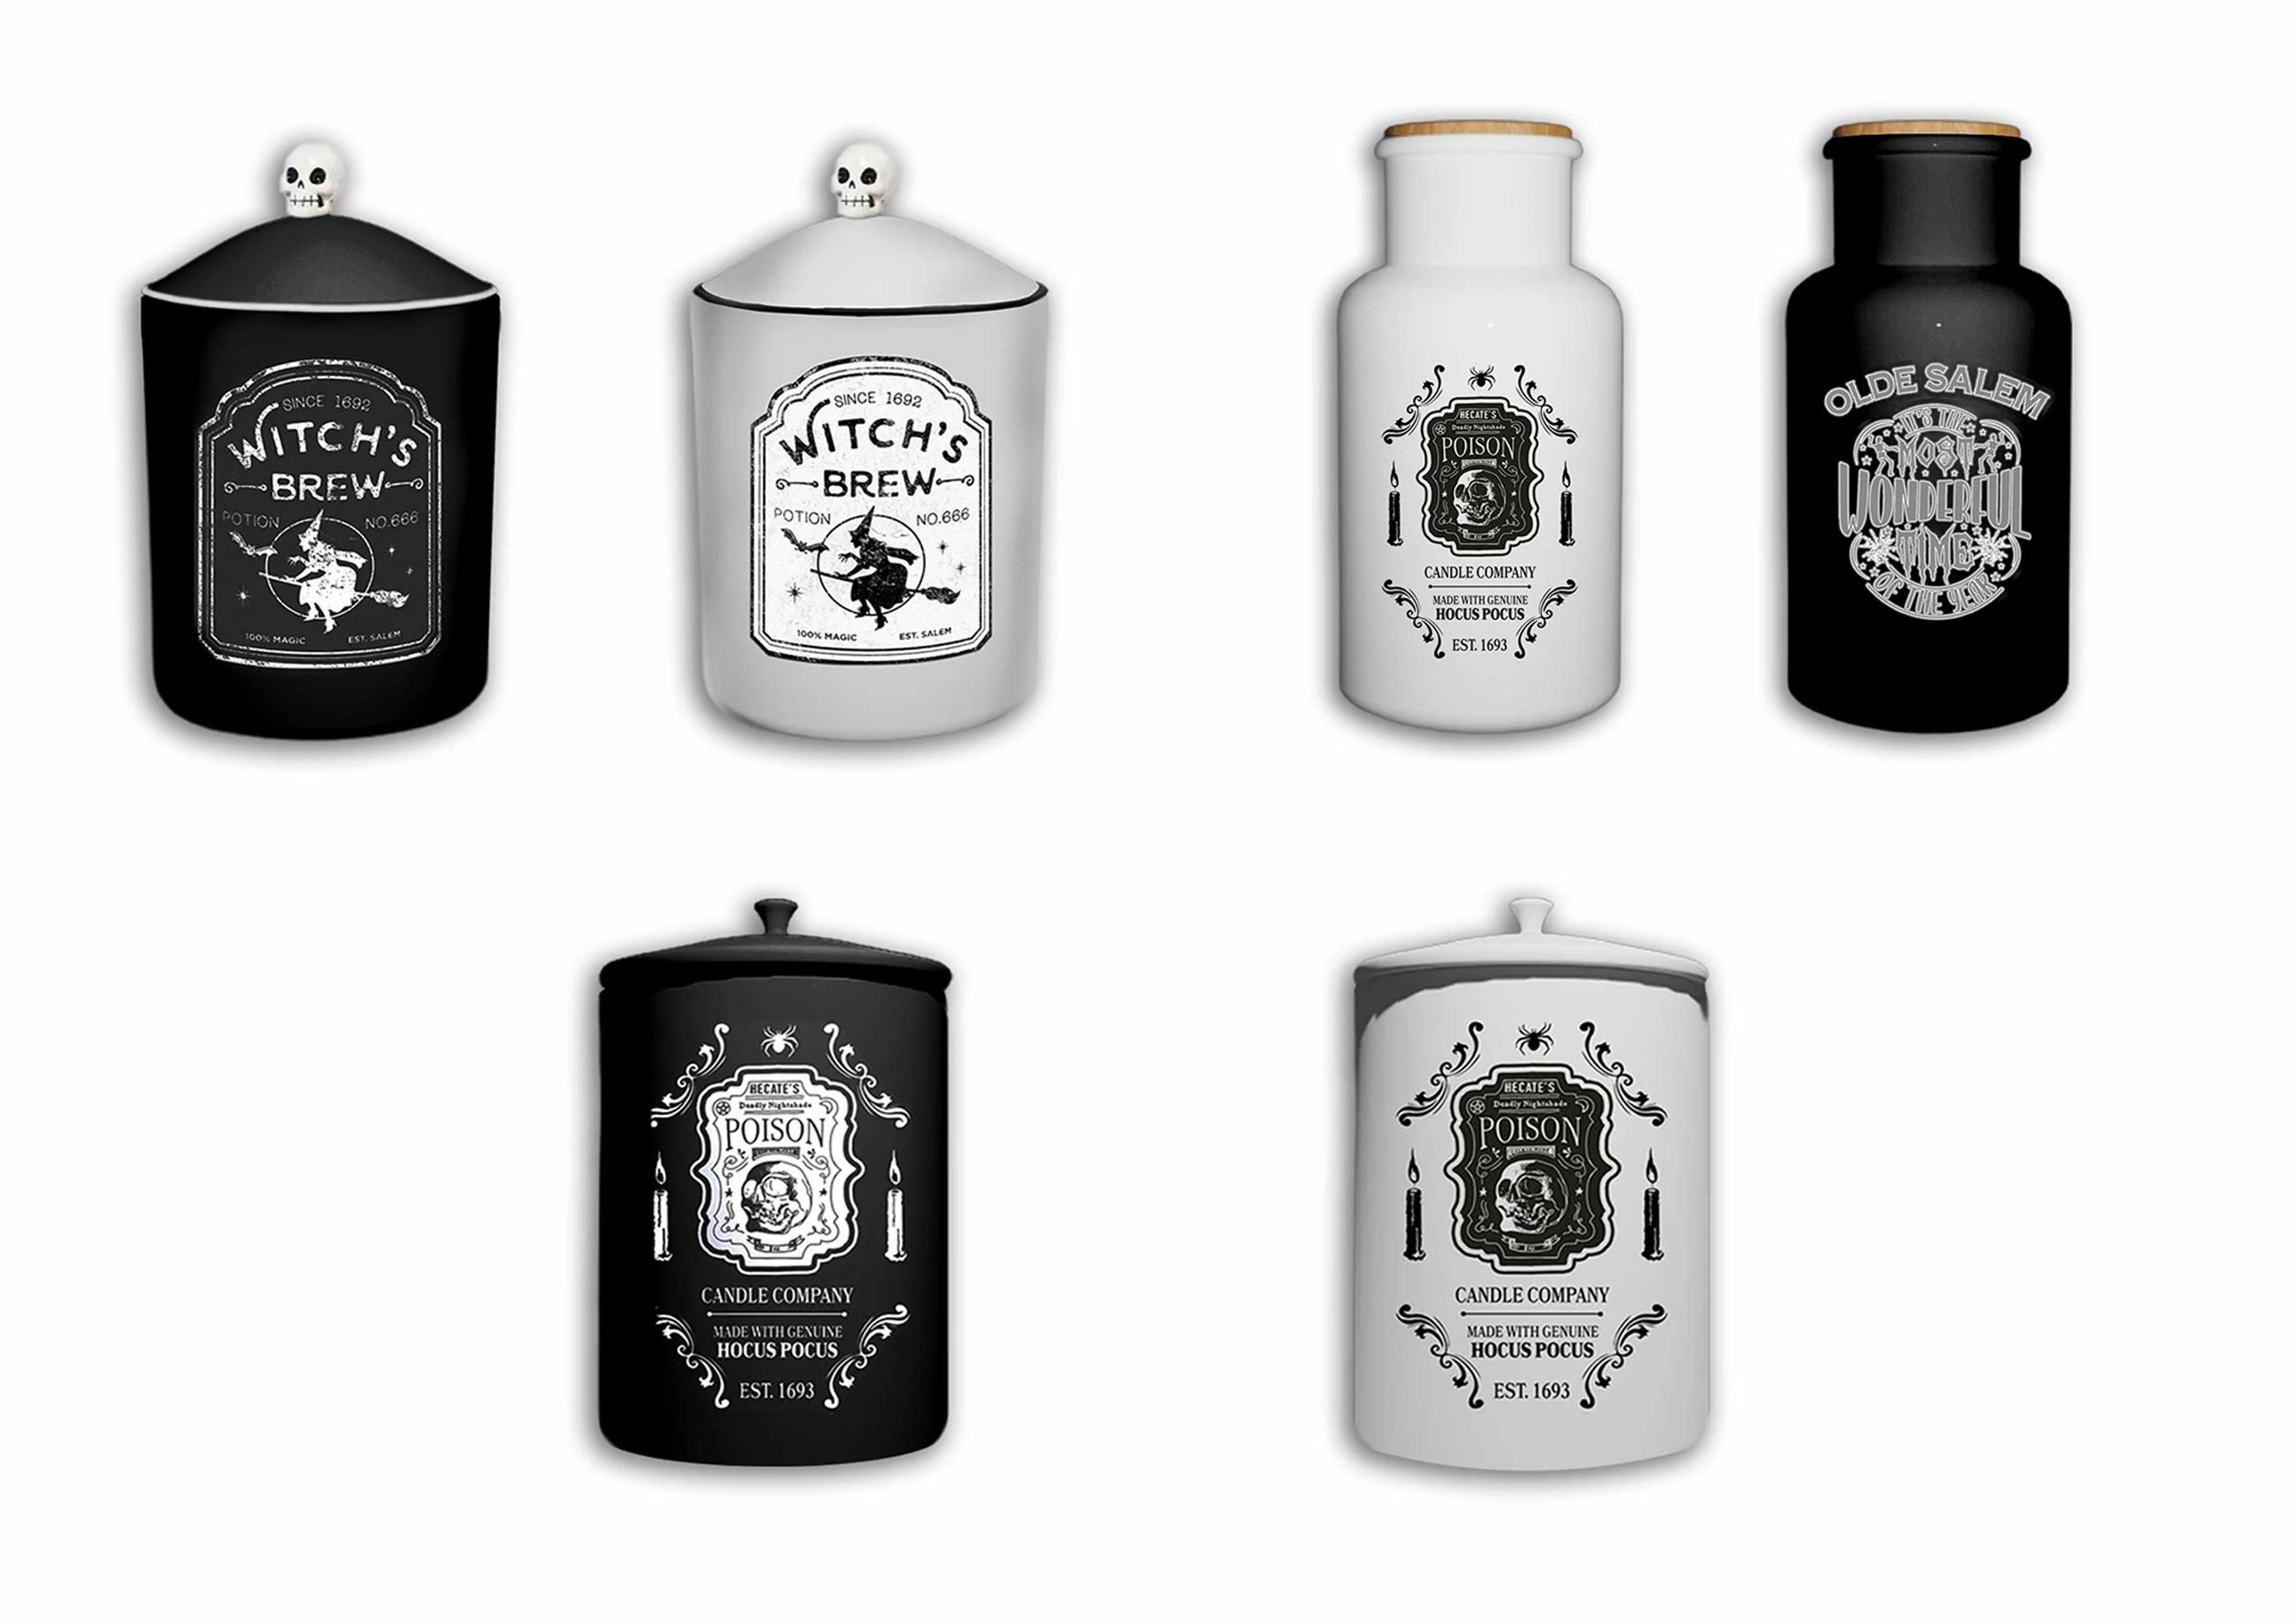 SINCE 1692
WITCH'S
BREW
POTION NO.666
100% MAGIC EST. SALEM
SINCE 1692
WITCH'S
BREW
POTION NO.666
100% MAGIC EST. SALEM
HECATE'S
Deadly Nightshade
POISON
CANDLE COMPANY
MADE WITH GENUINE
HOCUS POCUS
EST. 1693
OLDE SALEM
IT'S THE
MOST
WONDERFUL
TIME
OF THE YEAR
HECATE'S
Deadly Nightshade
POISON
CANDLE COMPANY
MADE WITH GENUINE
HOCUS POCUS
EST. 1693
HECATE'S
Deadly Nightshade
POISON
CANDLE COMPANY
MADE WITH GENUINE
HOCUS POCUS
EST. 1693